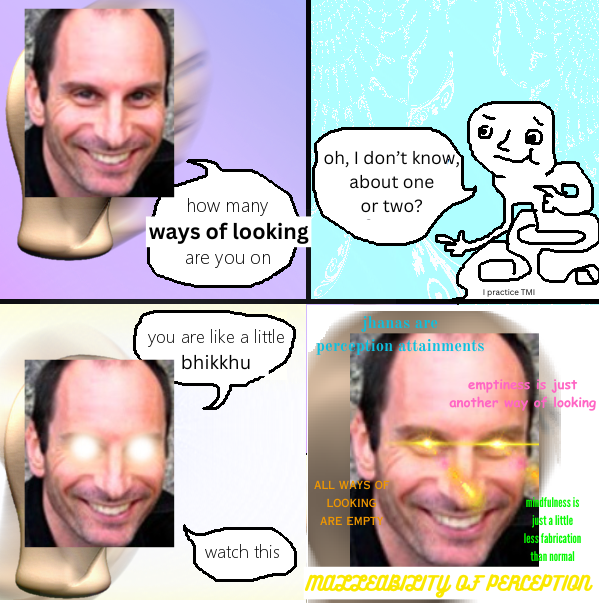 how many
ways of looking
are you on
oh, I don't know,
about one
or two?
I practice TMI
you are like a little
bhikkhu
watch this
jhanas are
perception attainments
emptiness is just
another way of looking
ALL WAYS OF
LOOKING
ARE EMPTY
mindfulness is
just a little
less fabrication
than normal
MALLEABILITY OF PERCEPTION